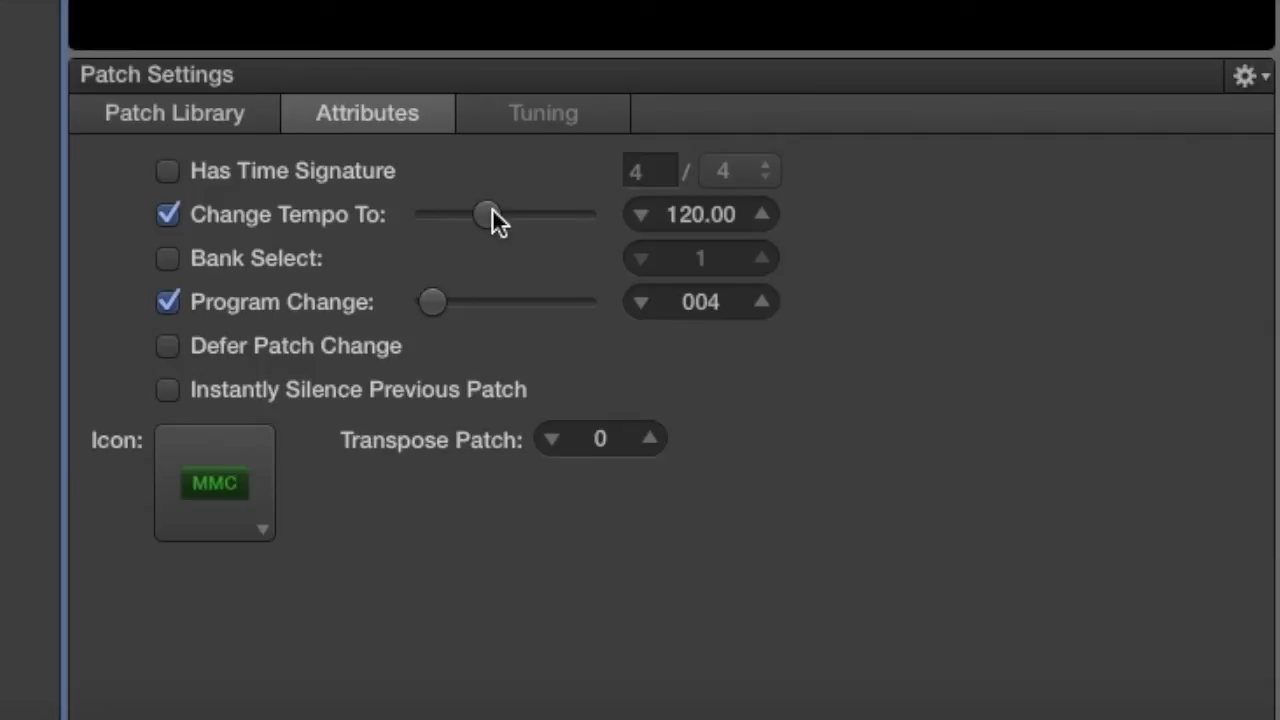 Patch Settings
Patch Library Attributes Tuning
Has Time Signature 4 / 4
Change Tempo To: 120.00
Bank Select: 1
Program Change: 004
Defer Patch Change
Instantly Silence Previous Patch
Icon: MMC Transpose Patch: 0